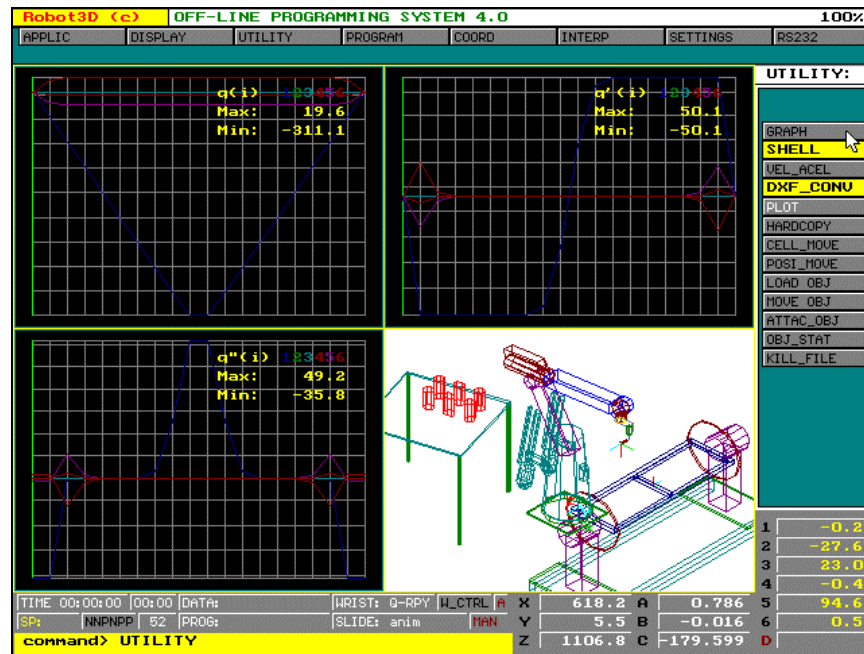 Robot3D (c) OFF-LINE PROGRAMMING SYSTEM 4.0 100%
APPLIC DISPLAY UTILITY PROGRAM COORD INTERP SETTINGS RS232
UTILITY:
q(i) 123456
Max: 19.6
Min: -311.1
q'(i) 123456
Max: 50.1
Min: -50.1
GRAPH
SHELL
VEL_ACEL
DXF_CONV
PLOT
HARDCOPY
CELL_MOVE
POSI_MOVE
LOAD OBJ
MOVE OBJ
ATTAC_OBJ
OBJ_STAT
KILL_FILE
q"(i) 123456
Max: 49.2
Min: -35.8
1 -0.2
2 -27.6
3 23.0
4 -0.4
5 94.6
6 0.5
D
TIME 00:00:00 00:00 DATA: WRIST: Q-RPY W_CTRL A X 618.2 A 0.786
SP: NNPNPP 52 PROG: SLIDE: anim MAN Y 5.5 B -0.016
command> UTILITY Z 1106.8 C -179.599